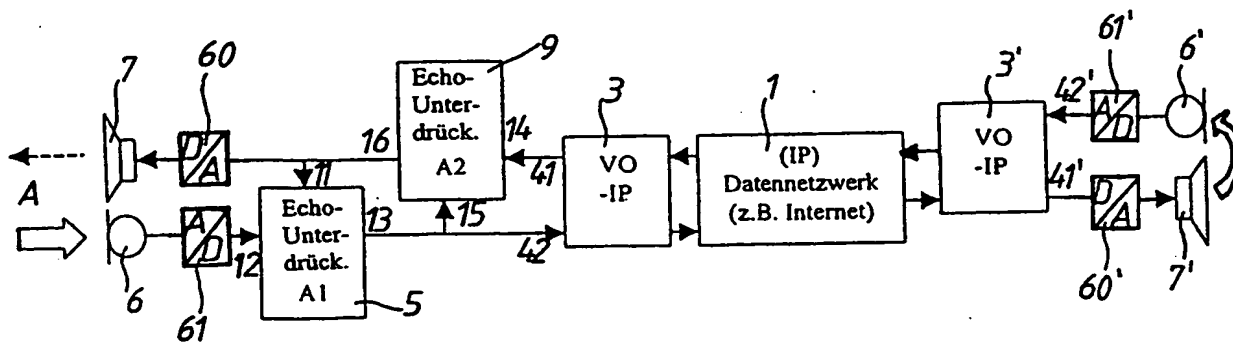 60
7
D/A
A
6
A/D
61
12
16
11
Echo-
Unter-
drück.
A1
13
5
9
Echo-
Unter-
drück.
A2
14
15
41
42
3
VO
-IP
1
(IP)
Datennetzwerk
(z.B. Internet)
3'
VO
-IP
42'
41'
61'
A/D
6'
D/A
60'
7'